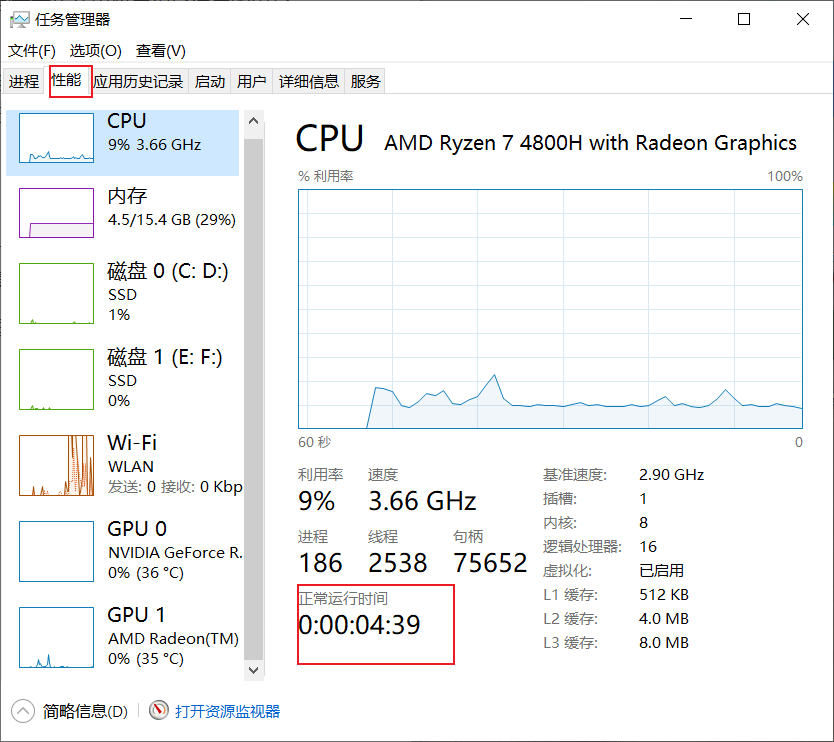 任务管理器
文件(F) 选项(O) 查看(V)
进程 性能 应用历史记录 启动 用户 详细信息 服务
CPU
9% 3.66 GHz
内存
4.5/15.4 GB (29%)
磁盘 0 (C: D:)
SSD
1%
磁盘 1 (E: F:)
SSD
0%
Wi-Fi
WLAN
发送: 0 接收: 0 Kbp
GPU 0
NVIDIA GeForce R.
0% (36 °C)
GPU 1
AMD Radeon(TM)
0% (35 °C)
CPU AMD Ryzen 7 4800H with Radeon Graphics
% 利用率 100%
60 秒 0
利用率 速度
9% 3.66 GHz
进程 线程 句柄
186 2538 75652
正常运行时间
0:00:04:39
基准速度: 2.90 GHz
插槽: 1
内核: 8
逻辑处理器: 16
虚拟化: 已启用
L1 缓存: 512 KB
L2 缓存: 4.0 MB
L3 缓存: 8.0 MB
简略信息(D) 打开资源监视器